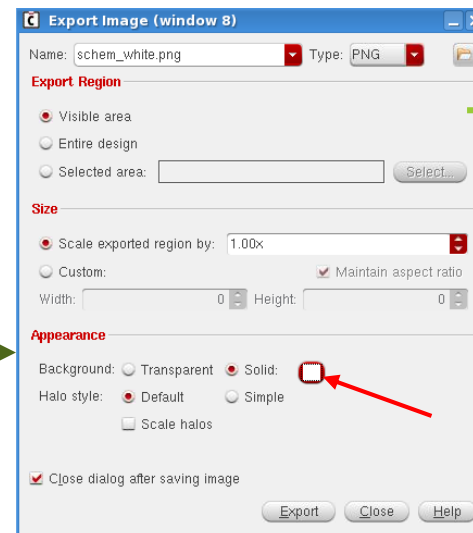 Export Image (window 8)
Name: schem_white.png Type: PNG
Export Region
Visible area
Entire design
Selected area: Select...
Size
Scale exported region by: 1.00x
Custom: Maintain aspect ratio
Width: 0 Height: 0
Appearance
Background: Transparent Solid:
Halo style: Default Simple
Scale halos
Close dialog after saving image
Export Close Help